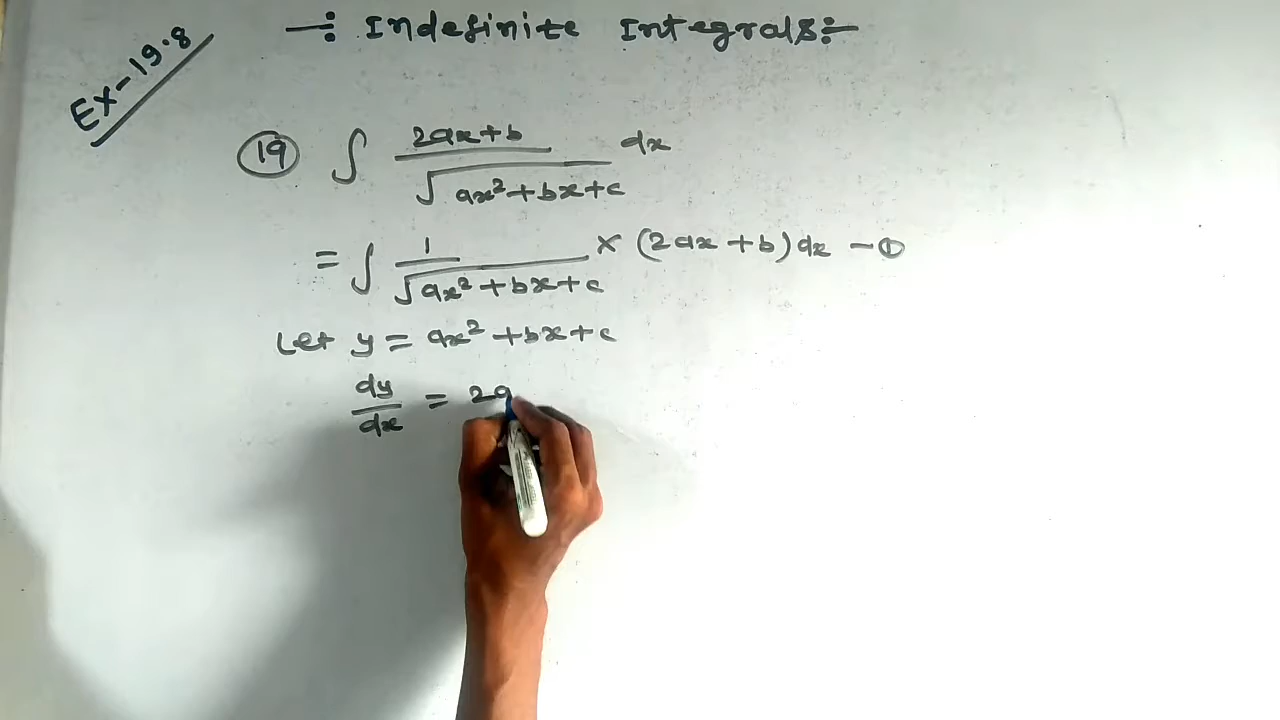 Ex-19.8
-: Indefinite Integrals:-
(19) ∫ (2ax+b)/√(ax²+bx+c) dx
= ∫ 1/√(ax²+bx+c) × (2ax+b)dx -①
Let y = ax²+bx+c
dy/dx = 2a